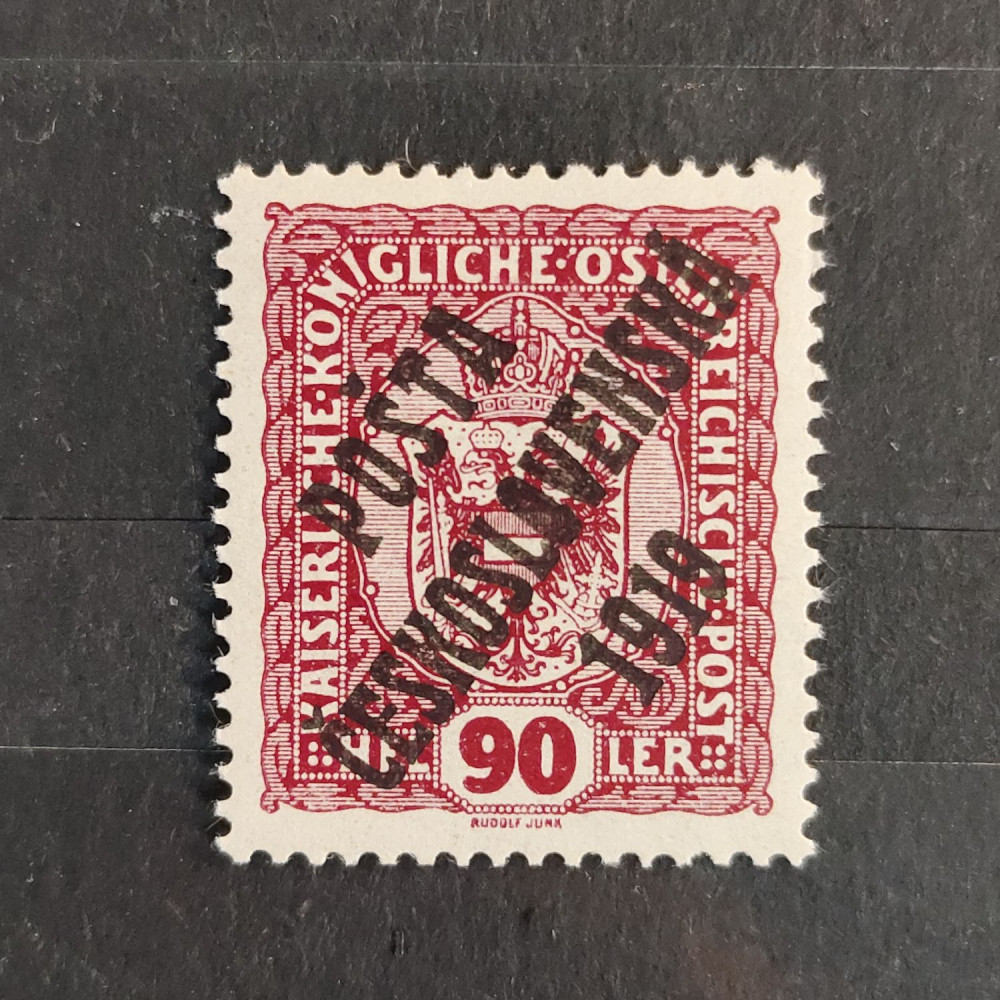 KAISERLICHE·KÖNIGLICHE·ÖSTERREICHISCHE·POST
POŠTA
ČESKOSLOVENSKÁ
1919
HELLER
90
RUDOLF JUNK